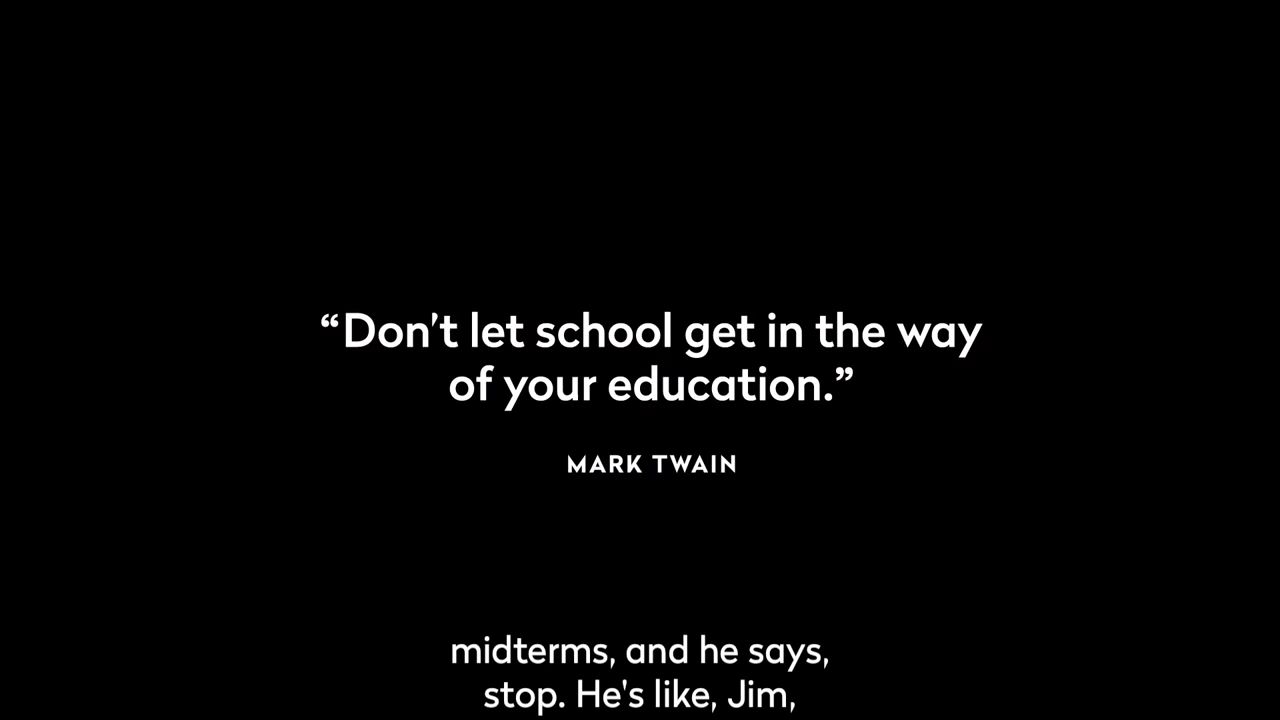 “Don’t let school get in the way
of your education.”
MARK TWAIN
midterms, and he says,
stop. He's like, Jim,